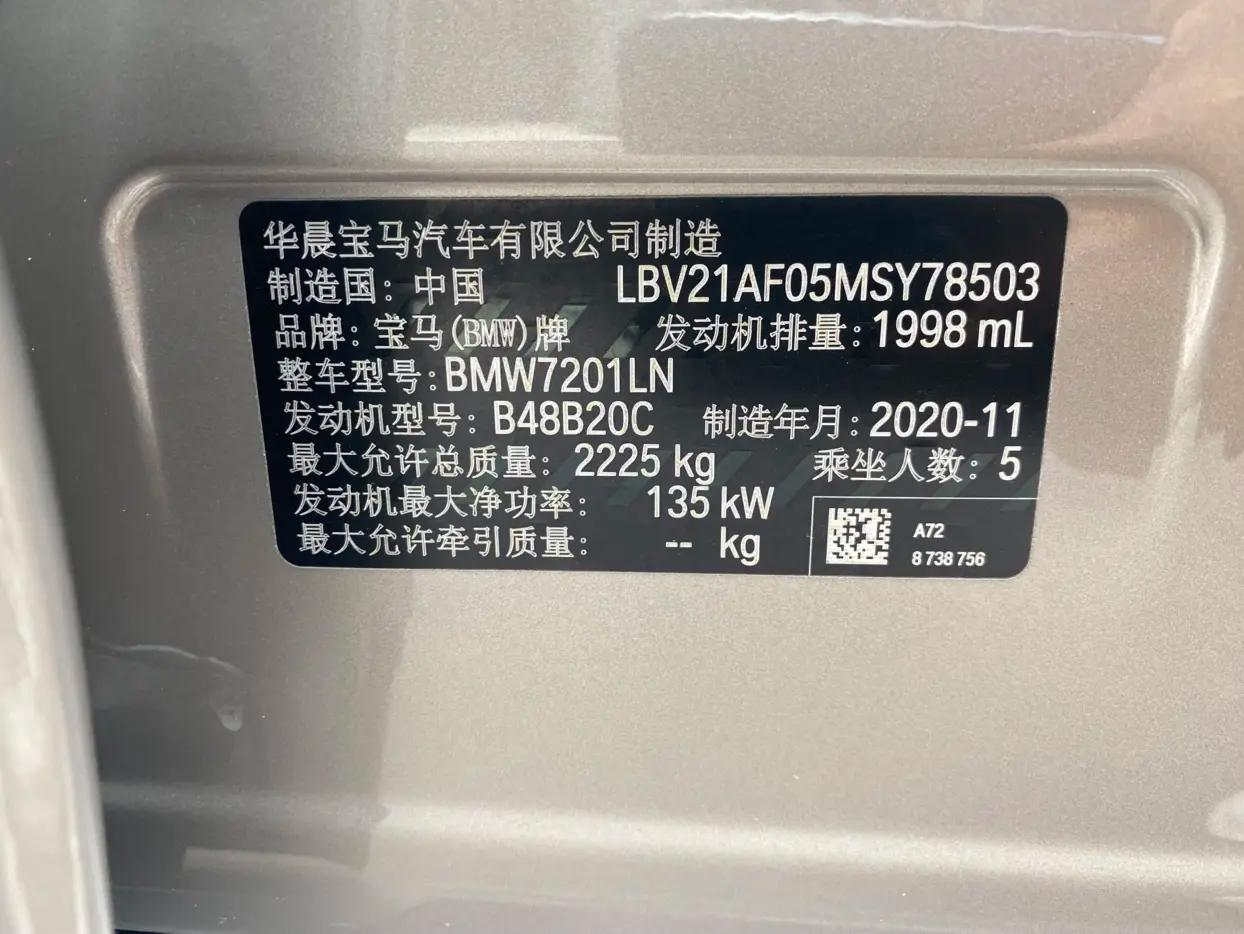 华晨宝马汽车有限公司制造
制造国：中国 LBV21AF05MSY78503
品牌：宝马(BMW)牌 发动机排量：1998 mL
整车型号：BMW7201LN
发动机型号：B48B20C 制造年月：2020-11
最大允许总质量：2225 kg 乘坐人数：5
发动机最大净功率： 135 kW
最大允许牵引质量： -- kg
A72
8 738 756